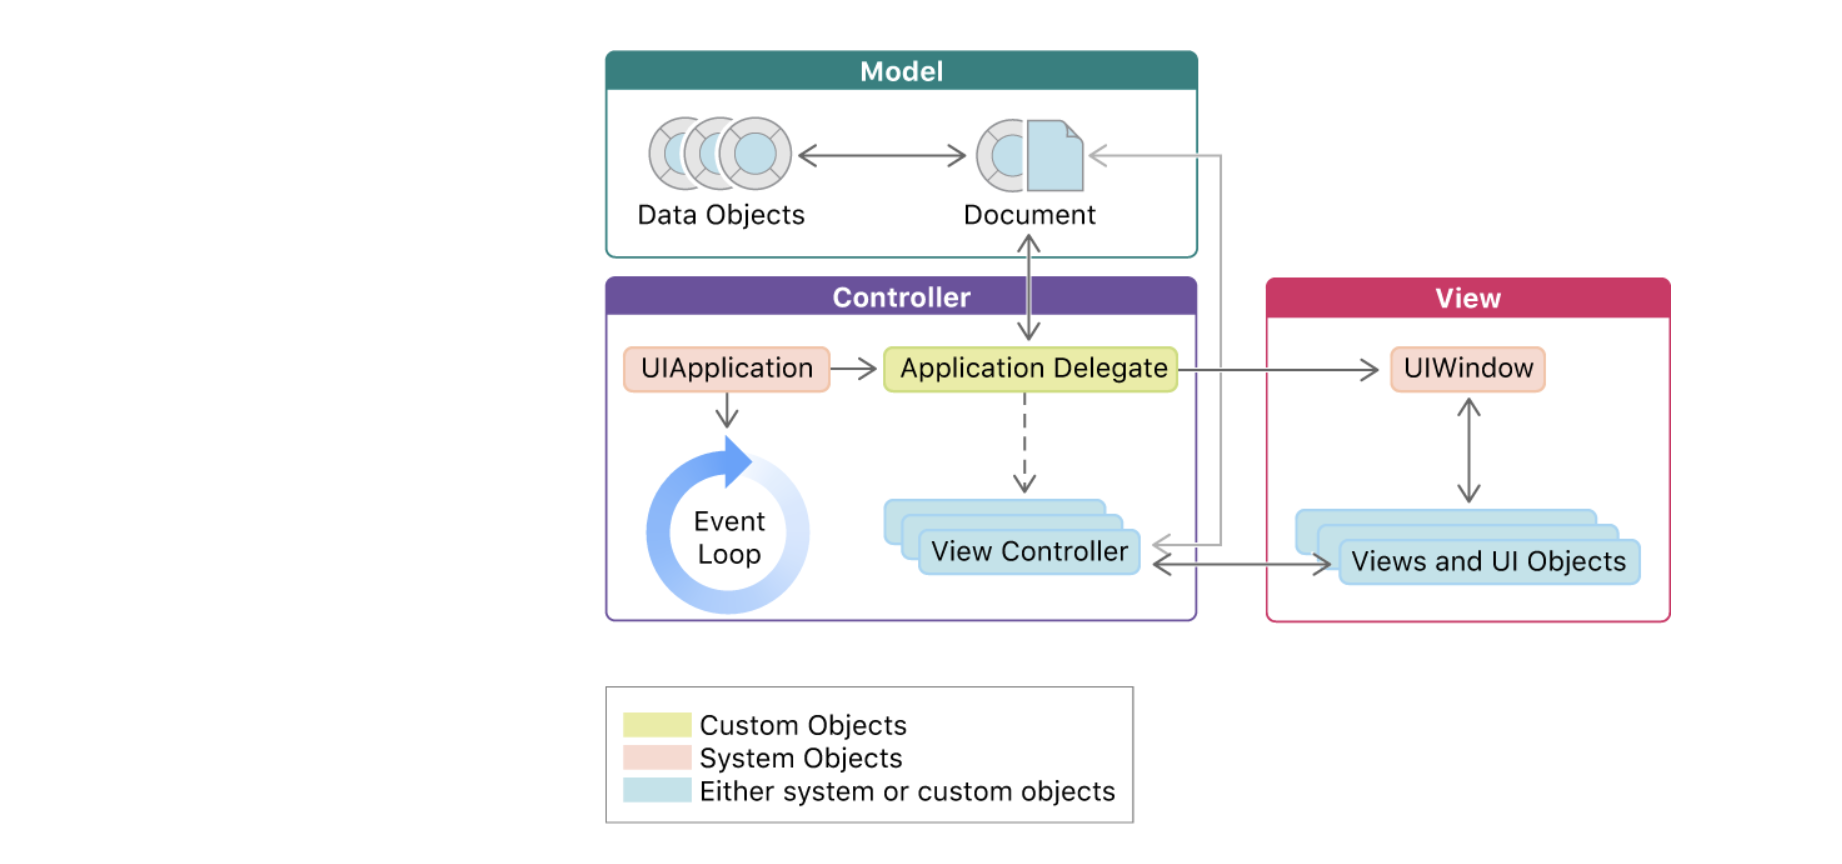 Model
Data Objects
Document
Controller
UIApplication
Application Delegate
Event
Loop
View Controller
View
UIWindow
Views and UI Objects
Custom Objects
System Objects
Either system or custom objects